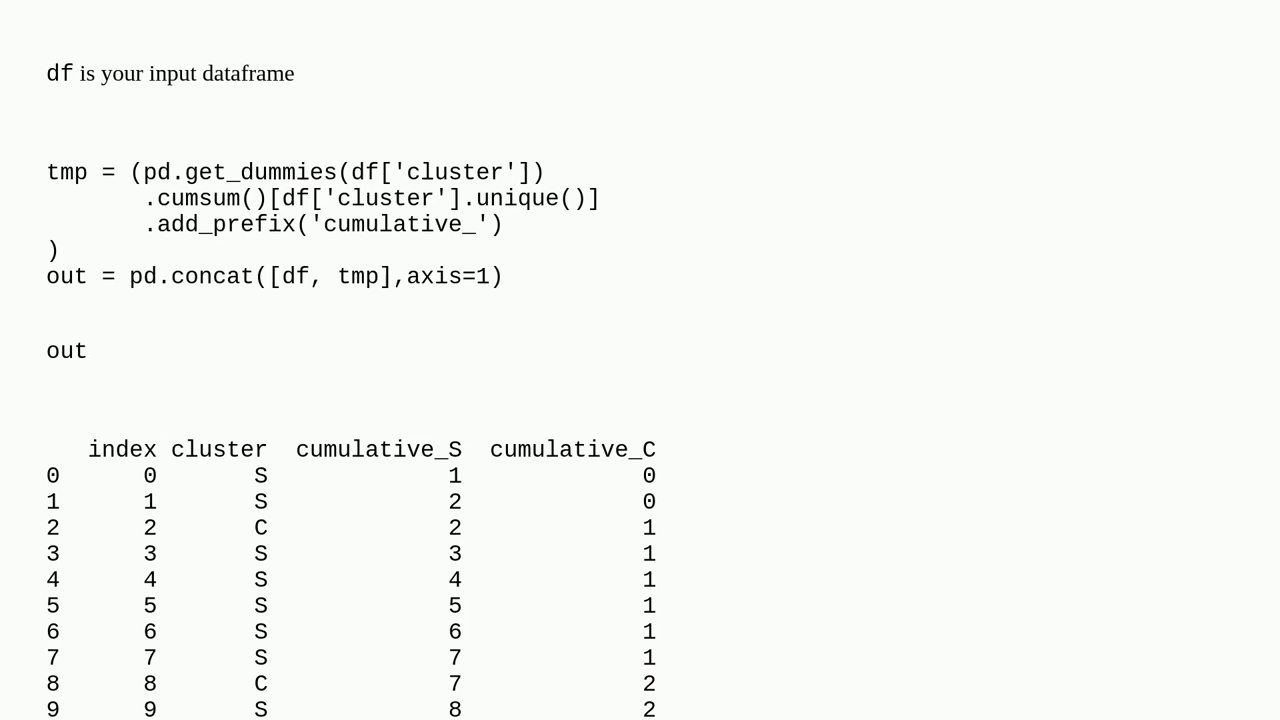 df is your input dataframe
tmp = (pd.get_dummies(df['cluster'])
       .cumsum()[df['cluster'].unique()]
       .add_prefix('cumulative_')
)
out = pd.concat([df, tmp],axis=1)
out
   index cluster  cumulative_S  cumulative_C
0      0       S             1             0
1      1       S             2             0
2      2       C             2             1
3      3       S             3             1
4      4       S             4             1
5      5       S             5             1
6      6       S             6             1
7      7       S             7             1
8      8       C             7             2
9      9       S             8             2